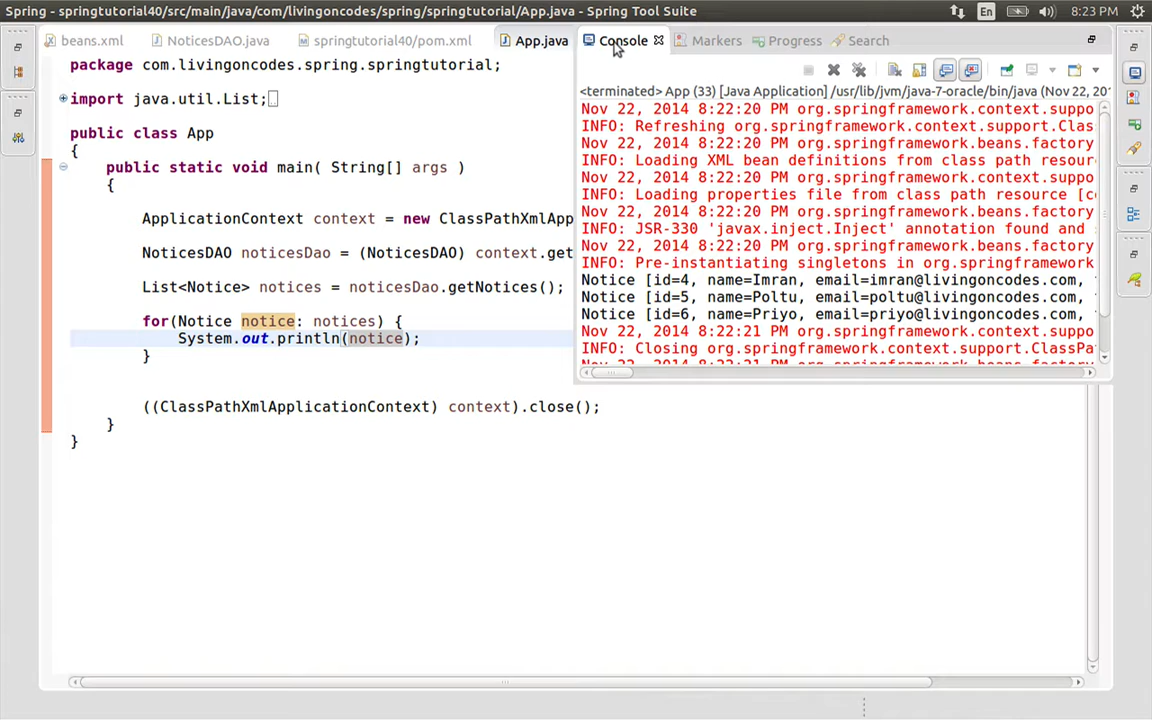 Spring - springtutorial40/src/main/java/com/livingoncodes/spring/springtutorial/App.java - Spring Tool Suite
En
8:23 PM
beans.xml
NoticesDAO.java
springtutorial40/pom.xml
App.java
Console
Markers
Progress
Search
package com.livingoncodes.spring.springtutorial;
import java.util.List;
public class App
{
public static void main( String[] args )
{
ApplicationContext context = new ClassPathXmlApp
NoticesDAO noticesDao = (NoticesDAO) context.get
List<Notice> notices = noticesDao.getNotices();
for(Notice notice: notices) {
System.out.println(notice);
}
((ClassPathXmlApplicationContext) context).close();
}
}
<terminated> App (33) [Java Application] /usr/lib/jvm/java-7-oracle/bin/java (Nov 22, 20
Nov 22, 2014 8:22:20 PM org.springframework.context.suppo
INFO: Refreshing org.springframework.context.support.Clas
Nov 22, 2014 8:22:20 PM org.springframework.beans.factory
INFO: Loading XML bean definitions from class path resour
Nov 22, 2014 8:22:20 PM org.springframework.context.suppo
INFO: Loading properties file from class path resource [c
Nov 22, 2014 8:22:20 PM org.springframework.beans.factory
INFO: JSR-330 'javax.inject.Inject' annotation found and
Nov 22, 2014 8:22:20 PM org.springframework.beans.factory
INFO: Pre-instantiating singletons in org.springframework
Notice [id=4, name=Imran, email=imran@livingoncodes.com,
Notice [id=5, name=Poltu, email=poltu@livingoncodes.com,
Notice [id=6, name=Priyo, email=priyo@livingoncodes.com,
Nov 22, 2014 8:22:21 PM org.springframework.context.suppo
INFO: Closing org.springframework.context.support.ClassPa